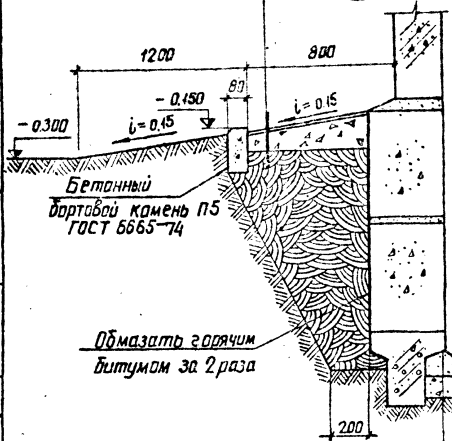 1200
800
80
- 0.150
i=0.15
i=0.15
- 0.300
Бетонный
бортовой камень П5
ГОСТ 6665-74
Обмазать горячим
битумом за 2 раза
200